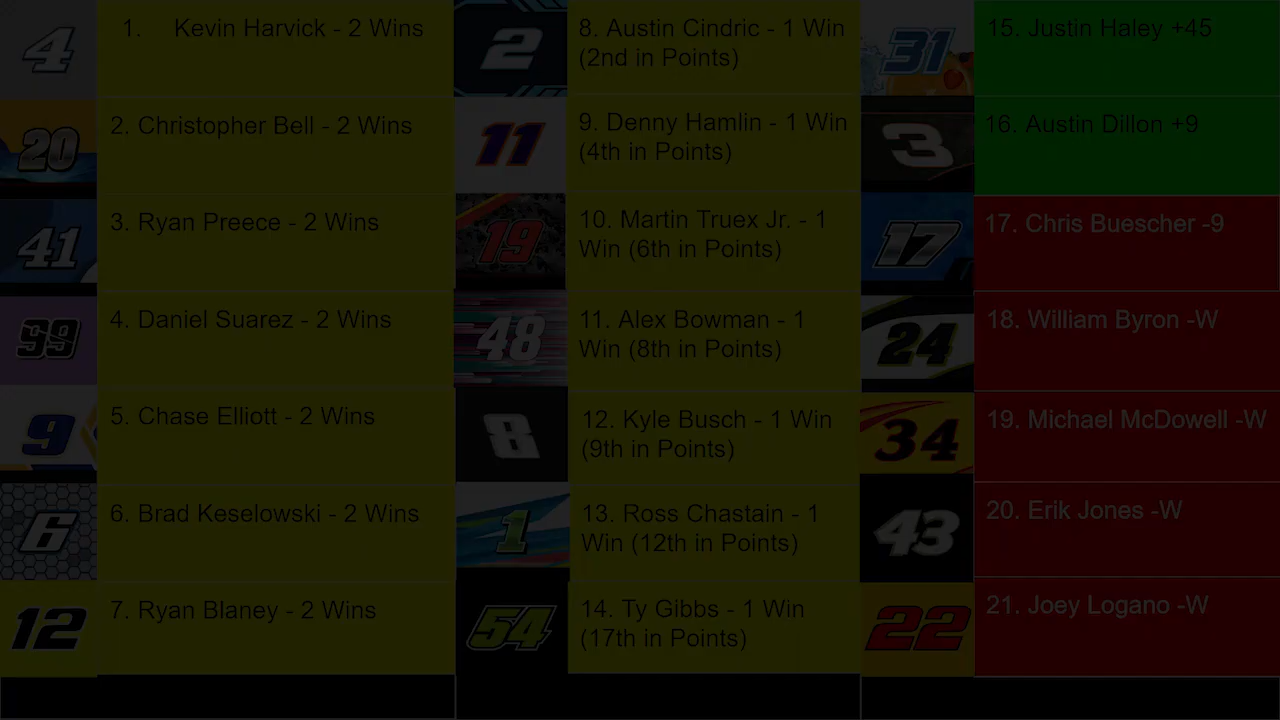 4
1. Kevin Harvick - 2 Wins
20
2. Christopher Bell - 2 Wins
41
3. Ryan Preece - 2 Wins
99
4. Daniel Suarez - 2 Wins
9
5. Chase Elliott - 2 Wins
6
6. Brad Keselowski - 2 Wins
12
7. Ryan Blaney - 2 Wins
2
8. Austin Cindric - 1 Win
(2nd in Points)
11
9. Denny Hamlin - 1 Win
(4th in Points)
19
10. Martin Truex Jr. - 1
Win (6th in Points)
48
11. Alex Bowman - 1
Win (8th in Points)
8
12. Kyle Busch - 1 Win
(9th in Points)
1
13. Ross Chastain - 1
Win (12th in Points)
54
14. Ty Gibbs - 1 Win
(17th in Points)
31
15. Justin Haley +45
3
16. Austin Dillon +9
17
17. Chris Buescher -9
24
18. William Byron -W
34
19. Michael McDowell -W
43
20. Erik Jones -W
22
21. Joey Logano -W